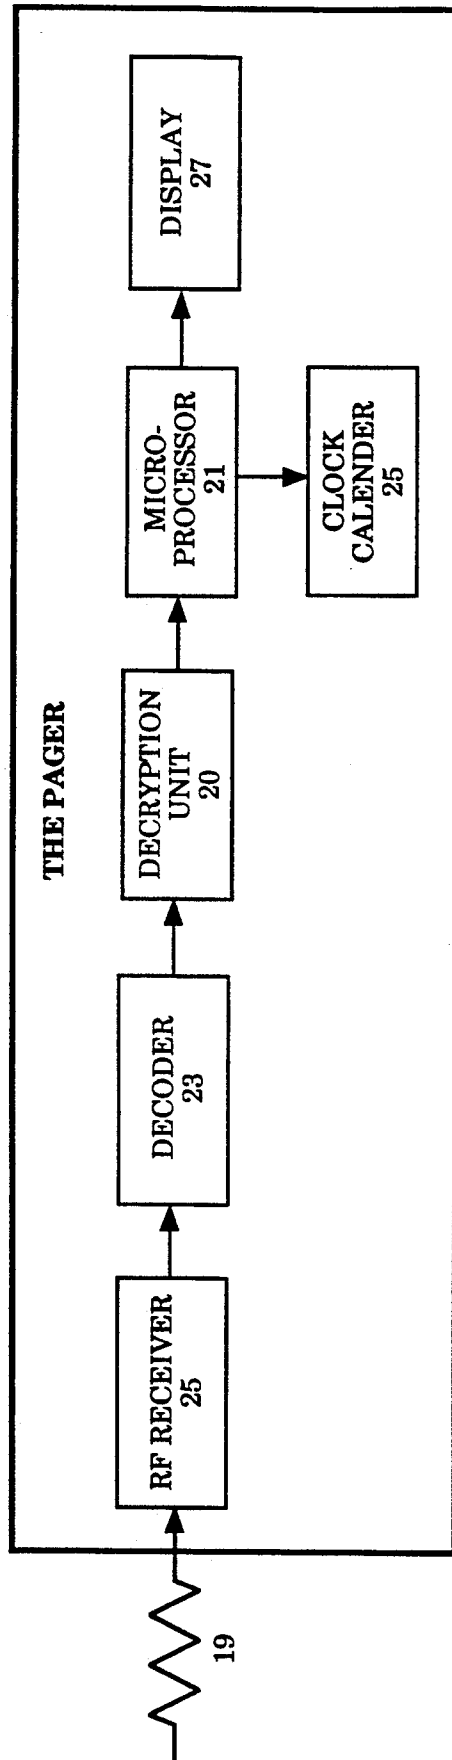 THE PAGER
19
RF RECEIVER
25
DECODER
23
DECRYPTION
UNIT
20
MICRO-
PROCESSOR
21
DISPLAY
27
CLOCK
CALENDER
25